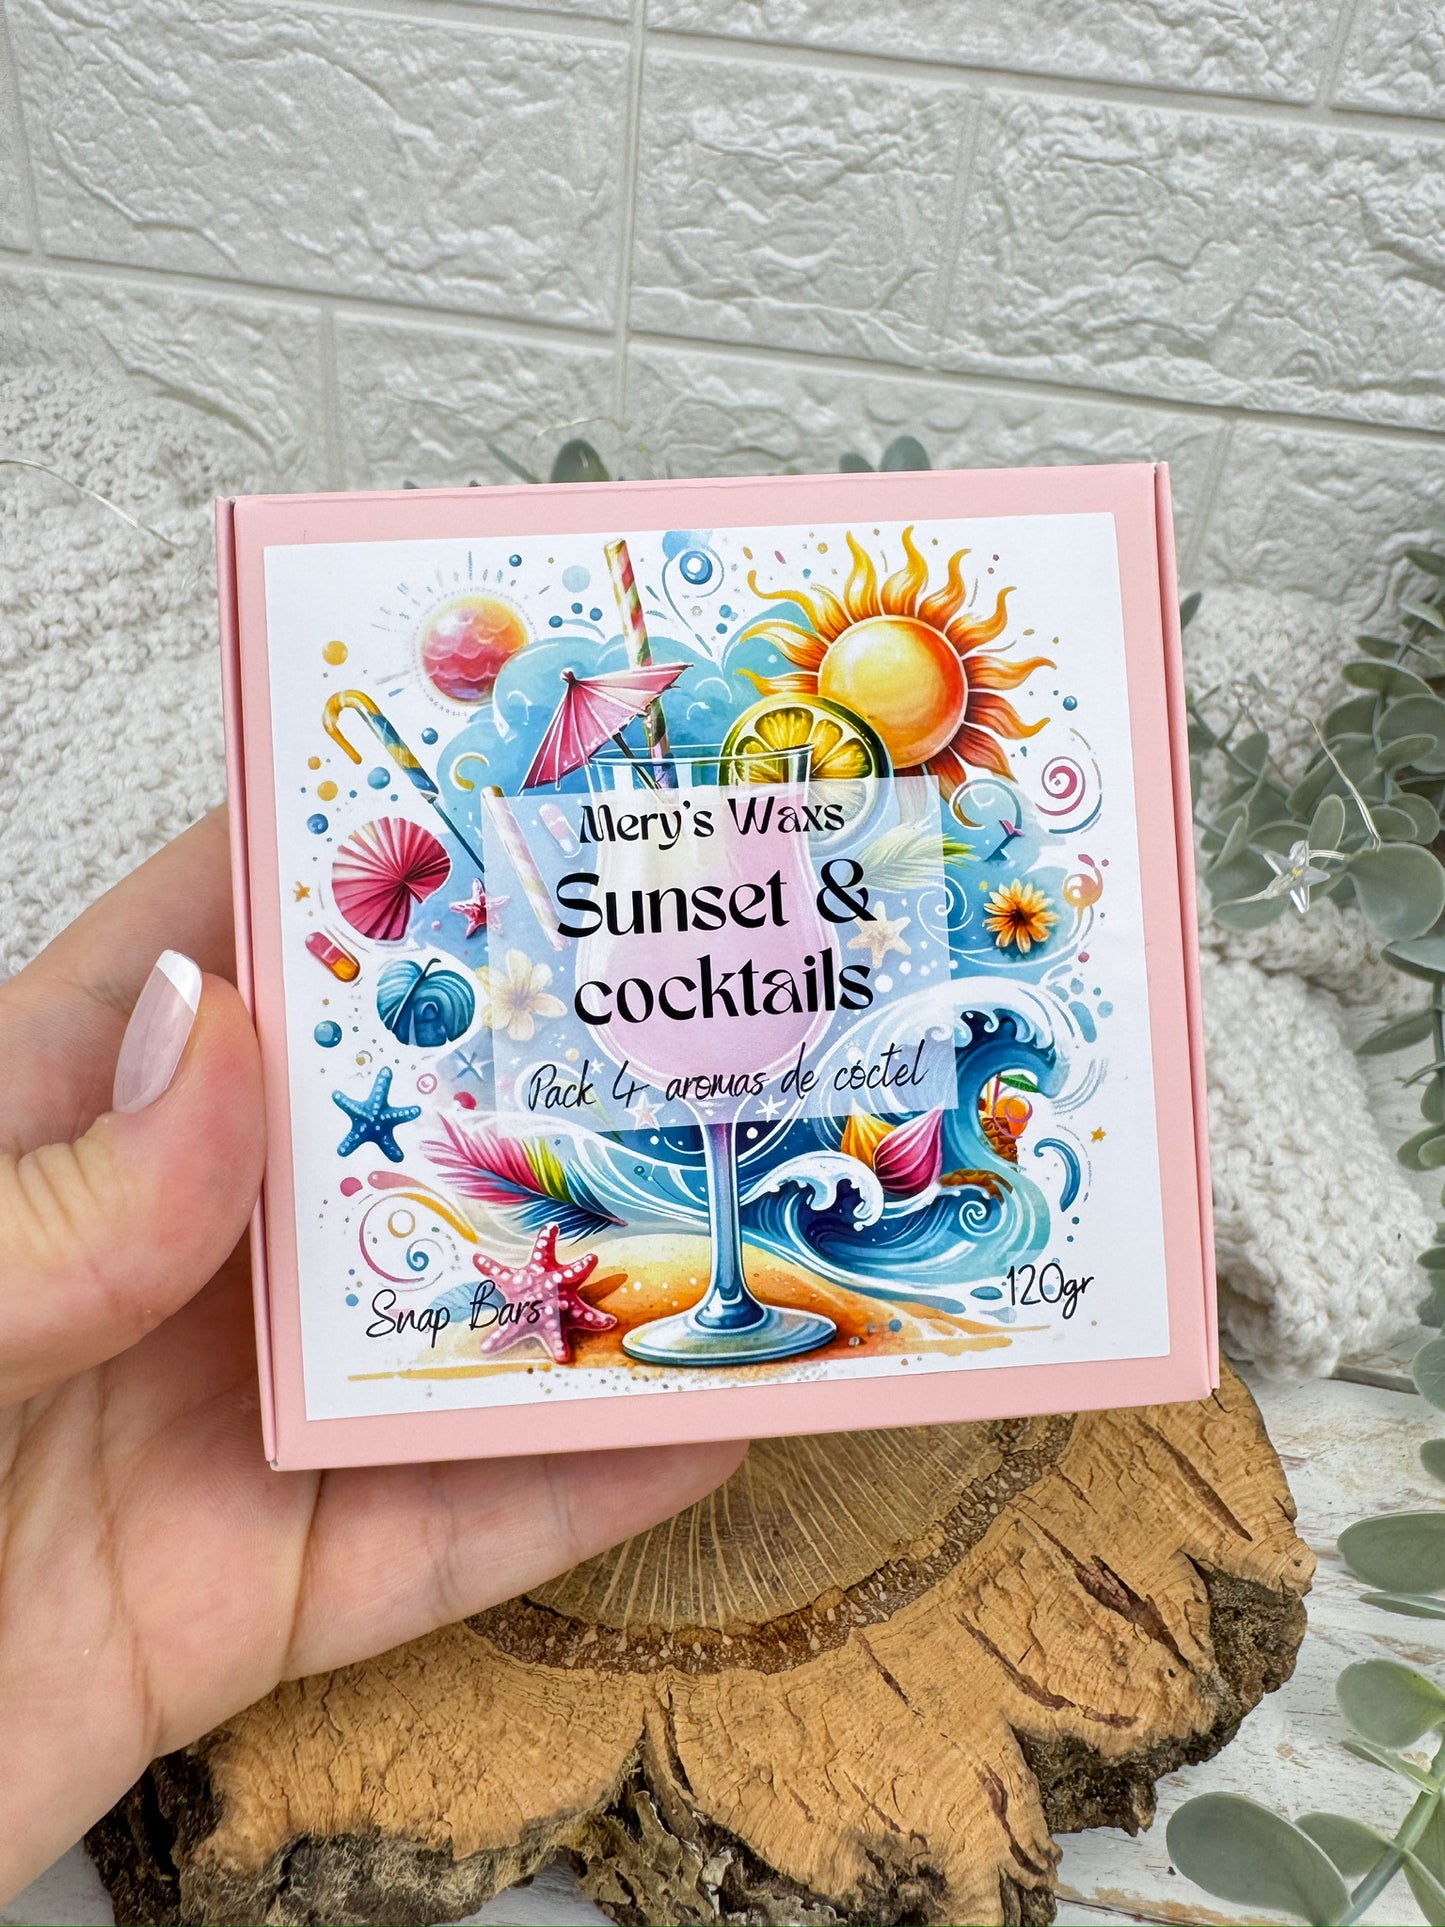 Mery's Waxs
Sunset &
cocktails
Pack 4 aromas de cóctel
Snap Bars
120gr